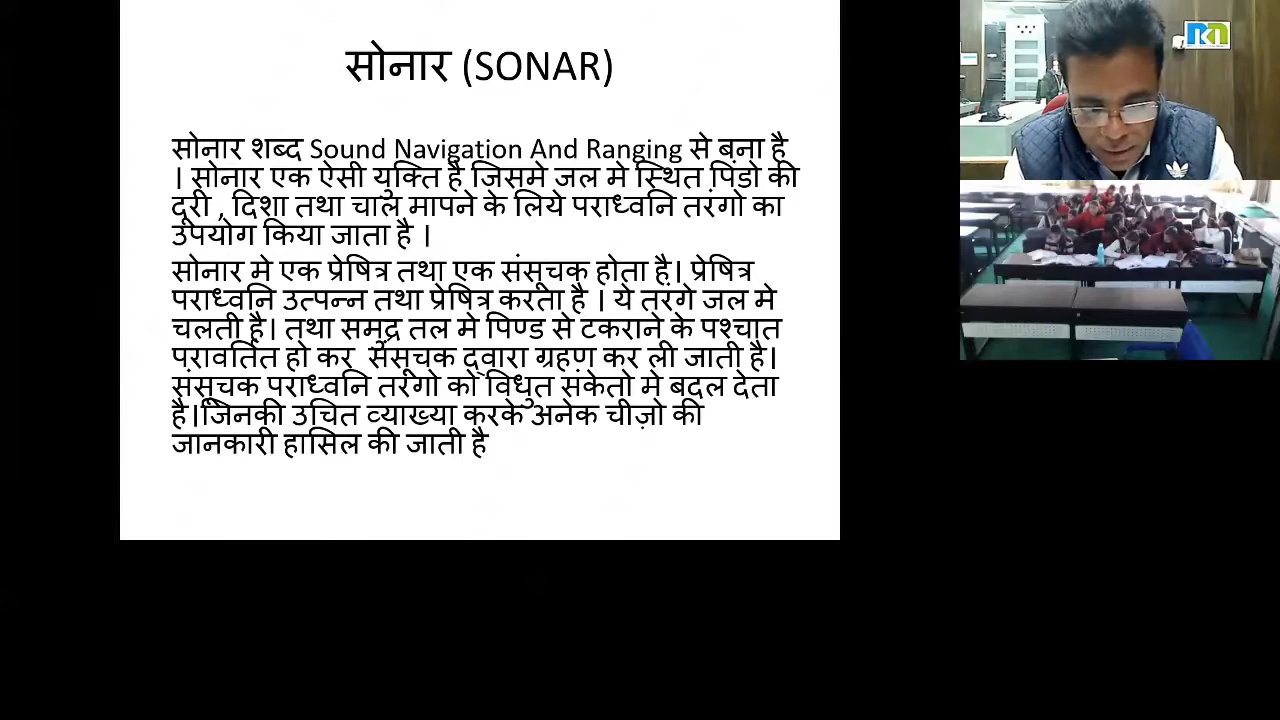 सोनार (SONAR)
सोनार शब्द Sound Navigation And Ranging से बना है
। सोनार एक ऐसी युक्ति है जिसमे जल मे स्थित पिंडो की
दूरी , दिशा तथा चाल मापने के लिये पराध्वनि तरंगो का
उपयोग किया जाता है ।
सोनार मे एक प्रेषित्र तथा एक संसूचक होता है। प्रेषित्र
पराध्वनि उत्पन्न तथा प्रेषित्र करता है । ये तरंगे जल मे
चलती है। तथा समुद्र तल मे पिण्ड से टकराने के पश्चात
परावर्तित हो कर संसूचक द्वारा ग्रहण कर ली जाती है।
संसूचक पराध्वनि तरंगो को विधुत संकेतो मे बदल देता
है।जिनकी उचित व्याख्या करके अनेक चीज़ो की
जानकारी हासिल की जाती है